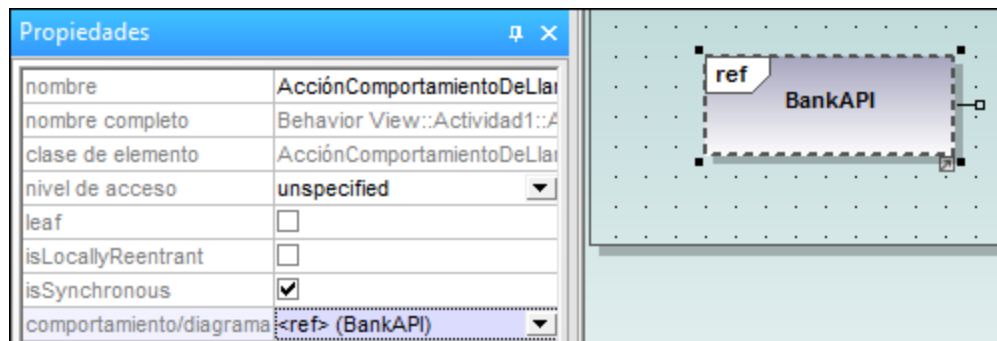 Propiedades
nombre AcciónComportamientoDeLlar
nombre completo Behavior View::Actividad1::A
clase de elemento AcciónComportamientoDeLlar
nivel de acceso unspecified
leaf
isLocallyReentrant
isSynchronous
comportamiento/diagrama <ref> (BankAPI)
ref
BankAPI